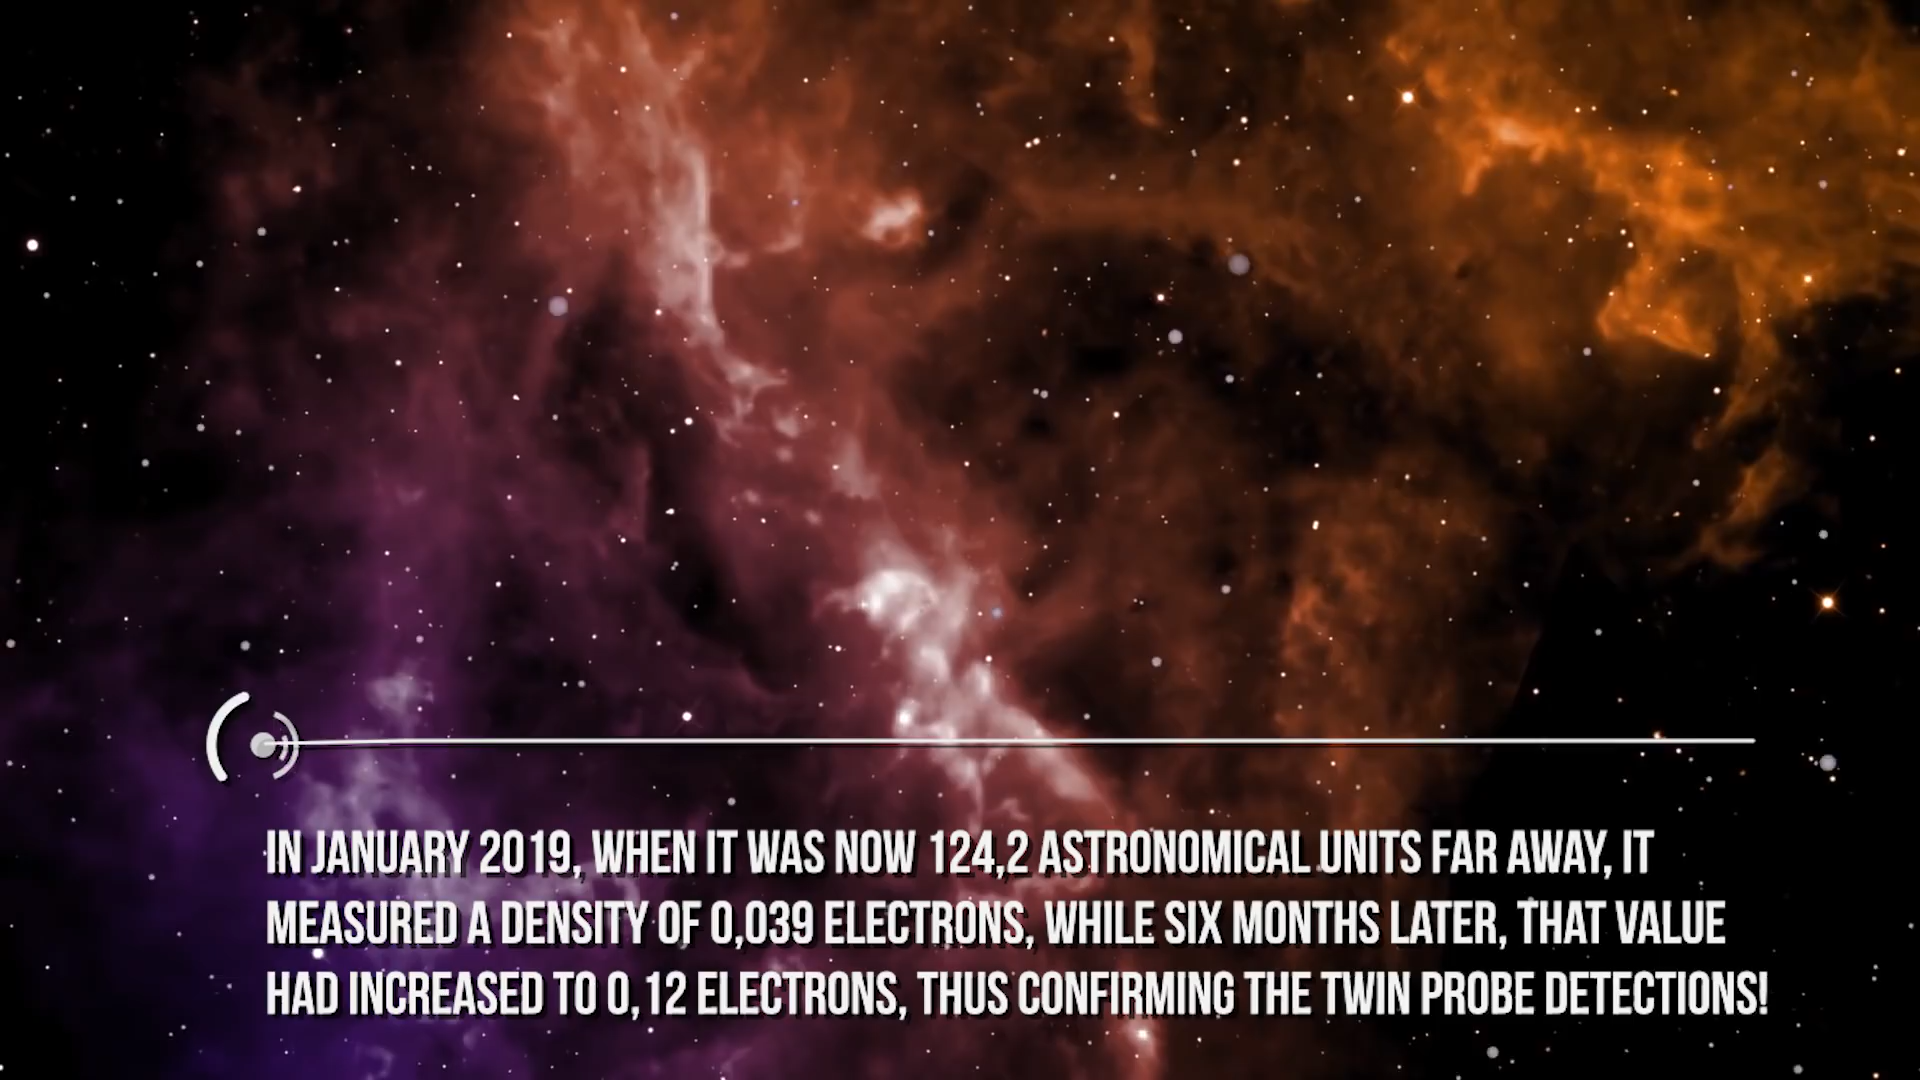 IN JANUARY 2019, WHEN IT WAS NOW 124,2 ASTRONOMICAL UNITS FAR AWAY, IT
MEASURED A DENSITY OF 0,039 ELECTRONS, WHILE SIX MONTHS LATER, THAT VALUE
HAD INCREASED TO 0,12 ELECTRONS, THUS CONFIRMING THE TWIN PROBE DETECTIONS!